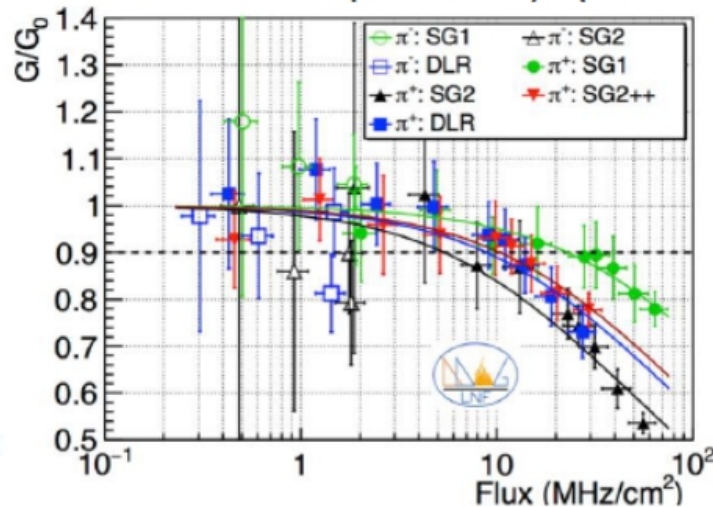 G/G₀
1.4
1.3
1.2
1.1
1
0.9
0.8
0.7
0.6
0.5
π⁻: SG1
π⁻: SG2
π⁻: DLR
π⁺: SG1
π⁺: SG2
π⁺: SG2++
π⁺: DLR
LNF
10⁻¹
1
10
10²
Flux (MHz/cm²)